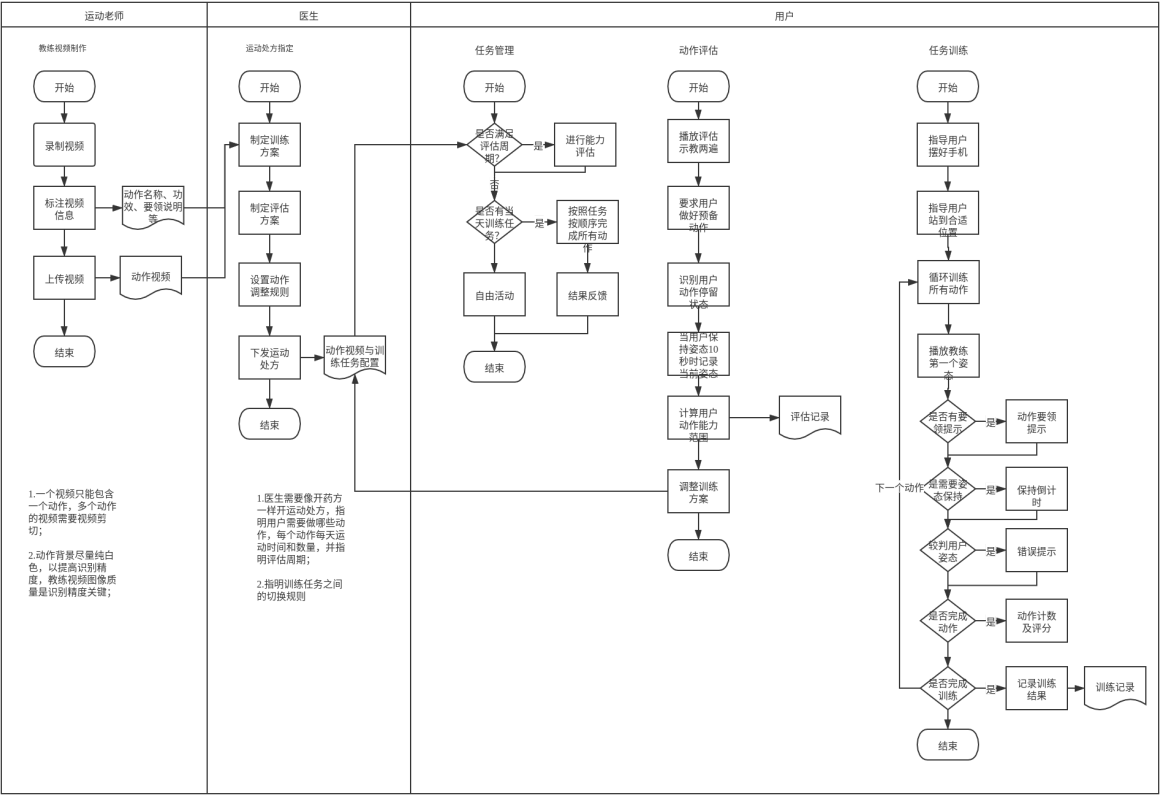 运动老师
医生
用户
教练视频制作
开始
录制视频
标注视频
信息
动作名称、功
效、要领说明
等
上传视频
动作视频
结束
1.一个视频只能包含
一个动作，多个动作
的视频需要视频剪
切；
2.动作背景尽量纯白
色，以提高识别精
度，教练视频图像质
量是识别精度关键；
运动处方指定
开始
制定训练
方案
制定评估
方案
设置动作
调整规则
下发运动
处方
动作视频与训
练任务配置
结束
1.医生需要像开药方
一样开运动处方，指
明用户需要做哪些动
作，每个动作每天运
动时间和数量，并指
明评估周期；
2.指明训练任务之间
的切换规则
任务管理
开始
是否满足
评估周
期？
是
进行能力
评估
否
是否有当
天训练任
务？
是
按照任务
按顺序完
成所有动
作
自由活动
结果反馈
结束
动作评估
开始
播放评估
示教两遍
要求用户
做好预备
动作
识别用户
动作停留
状态
当用户保
持姿态10
秒时记录
当前姿态
计算用户
动作能力
范围
评估记录
调整训练
方案
结束
任务训练
开始
指导用户
摆好手机
指导用户
站到合适
位置
循环训练
所有动作
播放教练
第一个姿
态
是否有要
领提示
是
动作要领
提示
下一个动作
是需要姿
态保持
是
保持倒计
时
较判用户
姿态
是
错误提示
是否完成
动作
是
动作计数
及评分
是否完成
训练
是
记录训练
结果
训练记录
结束